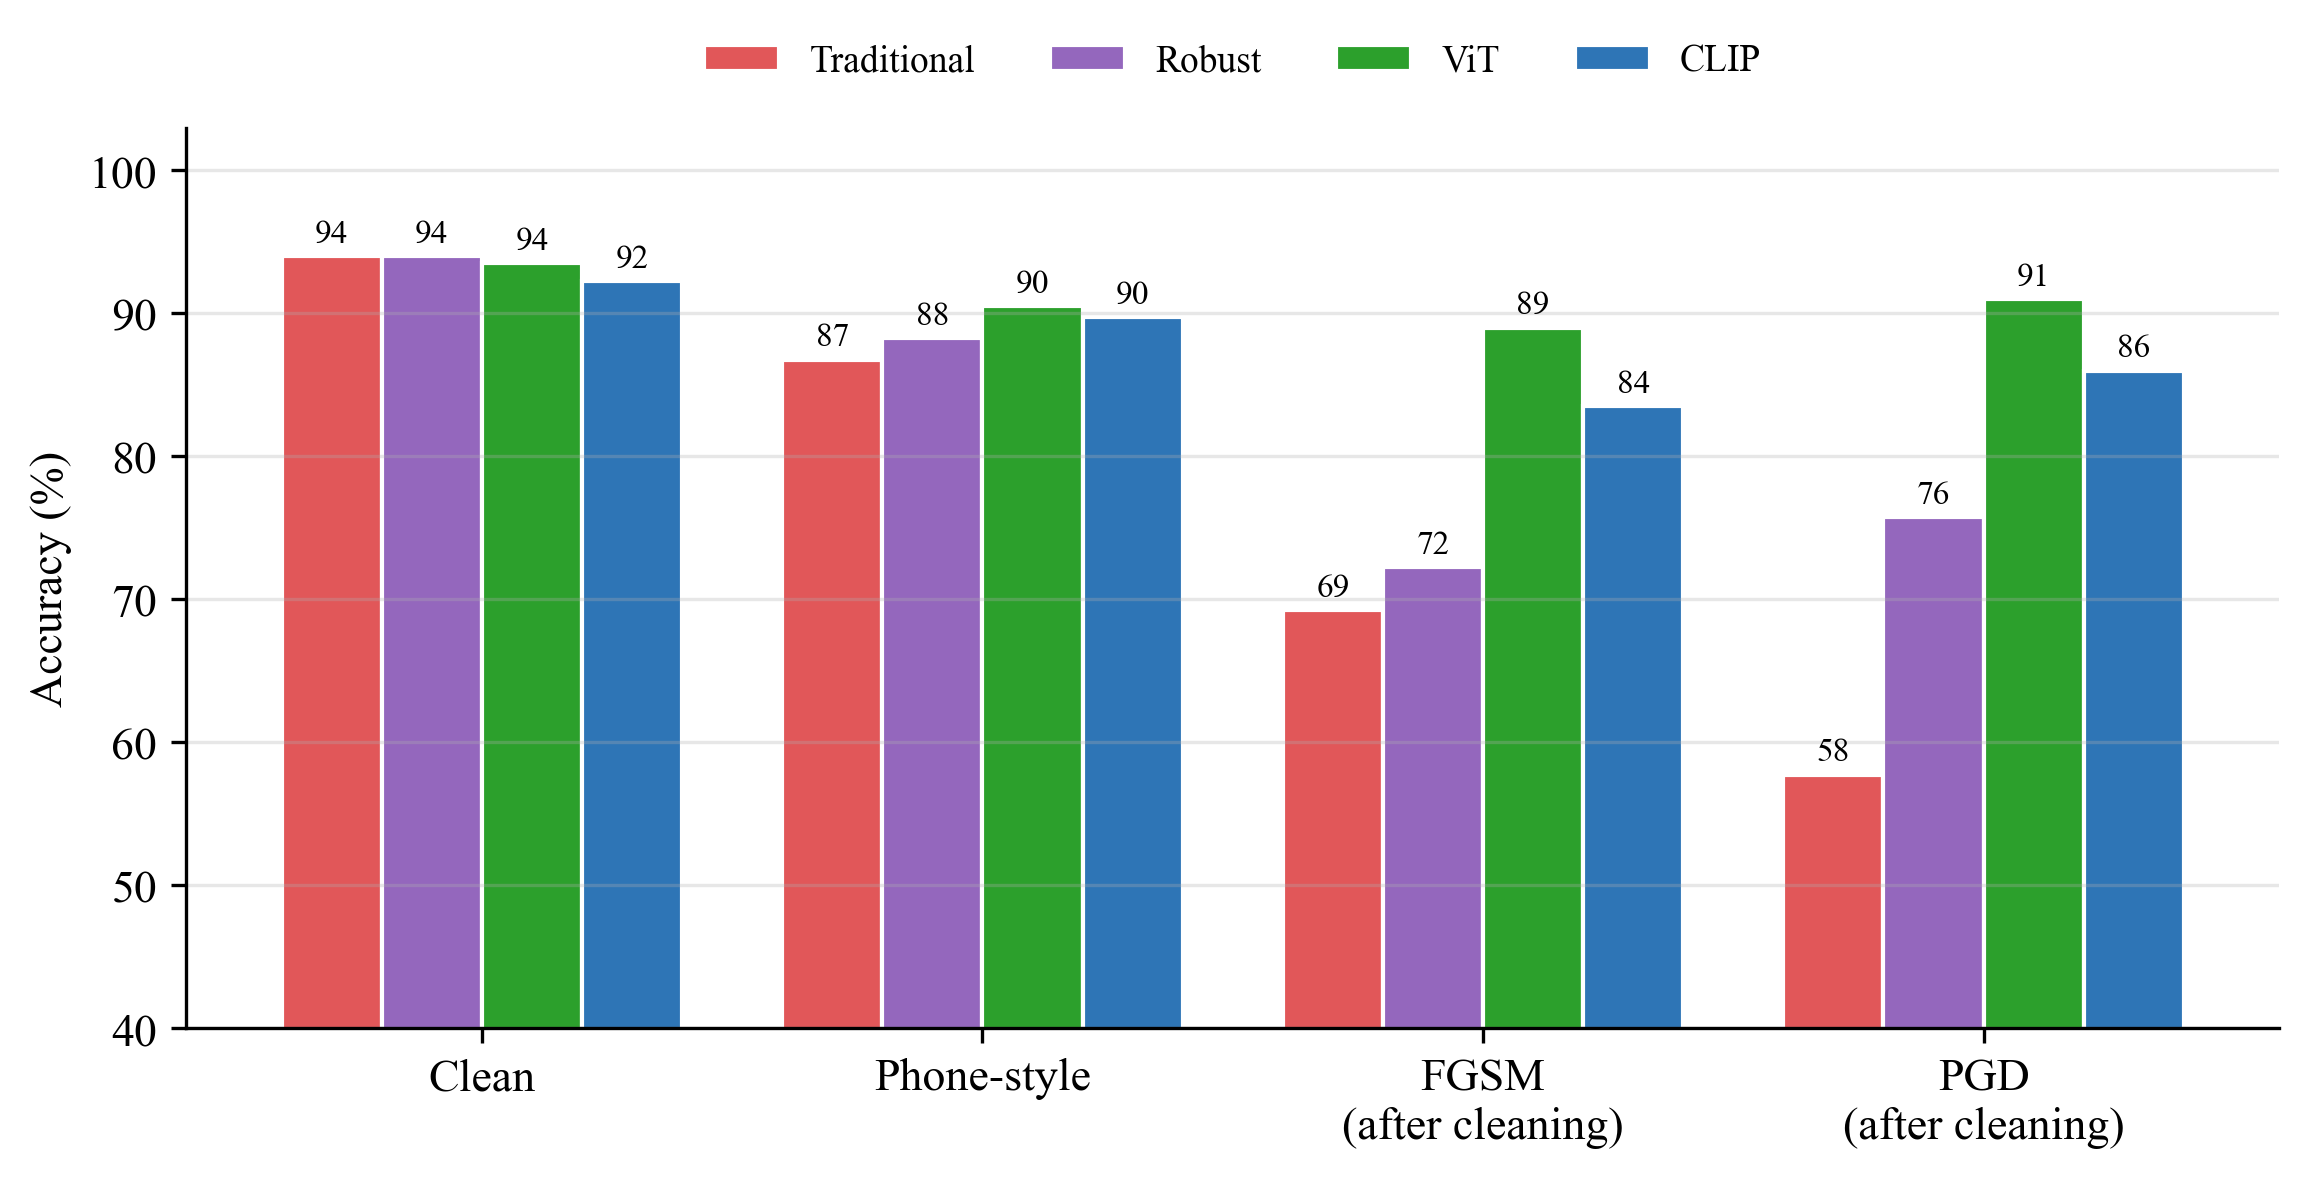 Traditional Robust ViT CLIP
Accuracy (%)
100
90
80
70
60
50
40
94 94 94 92
87 88 90 90
69 72 89 84
58 76 91 86
Clean Phone-style FGSM PGD
(after cleaning) (after cleaning)